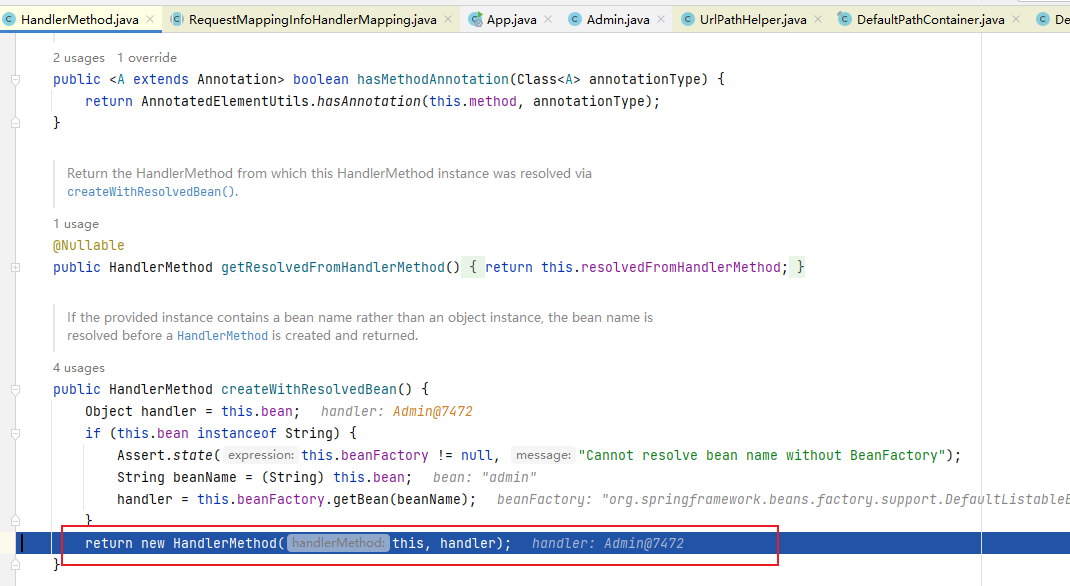 HandlerMethod.java RequestMappingInfoHandlerMapping.java App.java Admin.java UrlPathHelper.java DefaultPathContainer.java De
2 usages 1 override
public <A extends Annotation> boolean hasMethodAnnotation(Class<A> annotationType) {
return AnnotatedElementUtils.hasAnnotation(this.method, annotationType);
}
Return the HandlerMethod from which this HandlerMethod instance was resolved via
createWithResolvedBean().
1 usage
@Nullable
public HandlerMethod getResolvedFromHandlerMethod() { return this.resolvedFromHandlerMethod; }
If the provided instance contains a bean name rather than an object instance, the bean name is
resolved before a HandlerMethod is created and returned.
4 usages
public HandlerMethod createWithResolvedBean() {
Object handler = this.bean; handler: Admin@7472
if (this.bean instanceof String) {
Assert.state( expression: this.beanFactory != null, message: "Cannot resolve bean name without BeanFactory");
String beanName = (String) this.bean; bean: "admin"
handler = this.beanFactory.getBean(beanName); beanFactory: "org.springframework.beans.factory.support.DefaultListableB
}
return new HandlerMethod( handlerMethod: this, handler); handler: Admin@7472
}